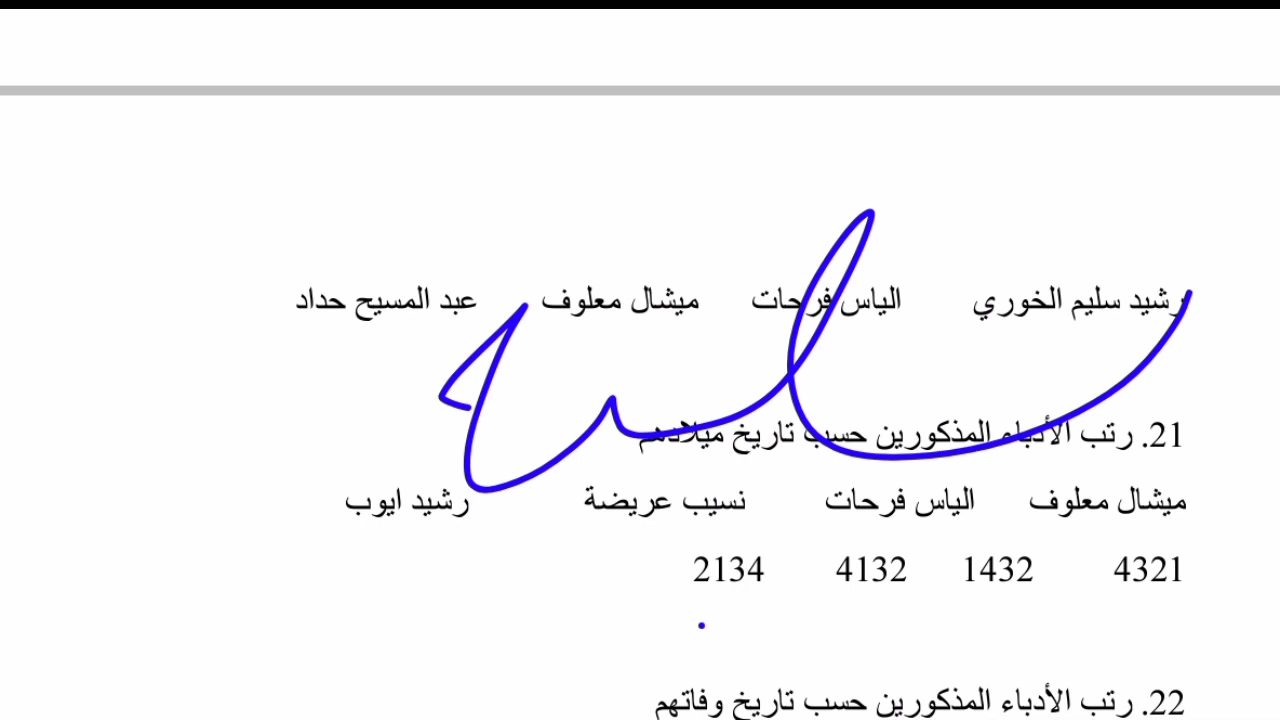 رشيد سليم الخوري الياس فرحات ميشال معلوف عبد المسيح حداد
21. رتب الأدباء المذكورين حسب تاريخ ميلادهم
ميشال معلوف الياس فرحات نسيب عريضة رشيد ايوب
4321 1432 4132 2134
22. رتب الأدباء المذكورين حسب تاريخ وفاتهم